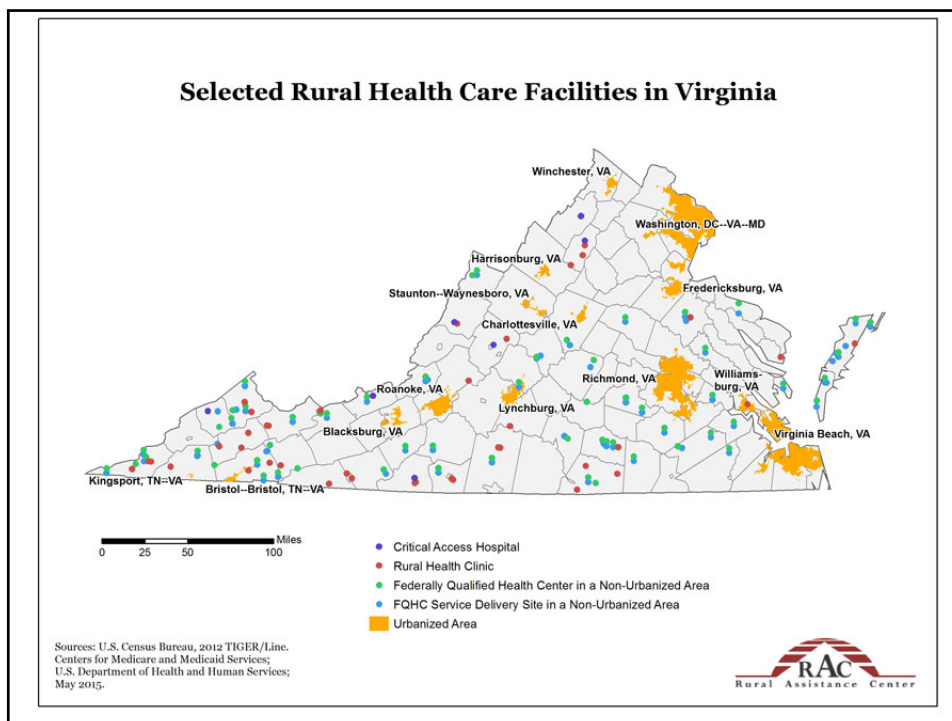 Selected Rural Health Care Facilities in Virginia
Winchester, VA
Washington, DC--VA--MD
Harrisonburg, VA
Fredericksburg, VA
Staunton--Waynesboro, VA
Charlottesville, VA
Richmond, VA
Williams-
burg, VA
Roanoke, VA
Lynchburg, VA
Blacksburg, VA
Virginia Beach, VA
Kingsport, TN--VA
Bristol--Bristol, TN--VA
Miles
0 25 50 100
Critical Access Hospital
Rural Health Clinic
Federally Qualified Health Center in a Non-Urbanized Area
FQHC Service Delivery Site in a Non-Urbanized Area
Urbanized Area
Sources: U.S. Census Bureau, 2012 TIGER/Line.
Centers for Medicare and Medicaid Services;
U.S. Department of Health and Human Services;
May 2015.
RAC
Rural Assistance Center